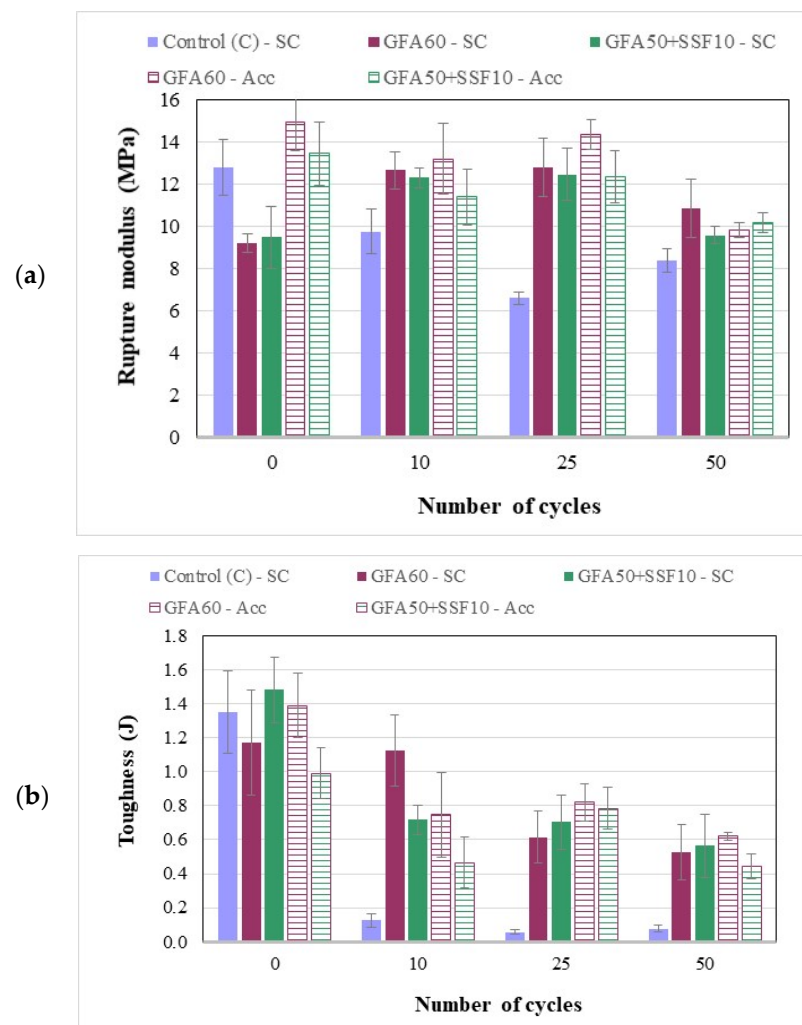 Control (C) - SC GFA60 - SC GFA50+SSF10 - SC
GFA60 - Acc GFA50+SSF10 - Acc
16
14
12
10
8
6
4
2
0
Rupture modulus (MPa)
0 10 25 50
Number of cycles
(a)
Control (C) - SC GFA60 - SC GFA50+SSF10 - SC
GFA60 - Acc GFA50+SSF10 - Acc
1.8
1.6
1.4
1.2
1.0
0.8
0.6
0.4
0.2
0.0
Toughness (J)
0 10 25 50
Number of cycles
(b)